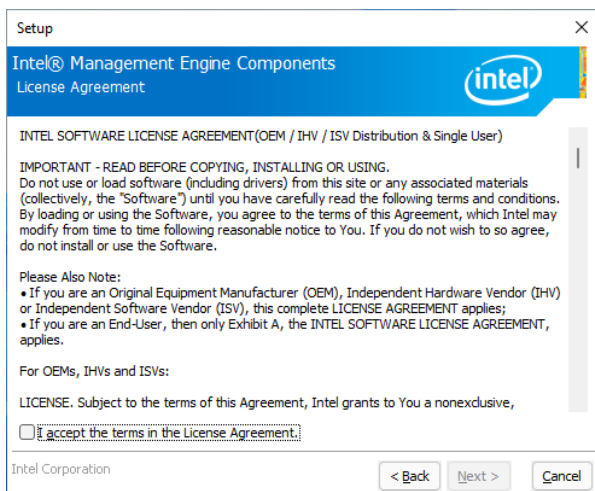 Setup
Intel® Management Engine Components
License Agreement
intel
INTEL SOFTWARE LICENSE AGREEMENT(OEM / IHV / ISV Distribution & Single User)
IMPORTANT - READ BEFORE COPYING, INSTALLING OR USING.
Do not use or load software (including drivers) from this site or any associated materials
(collectively, the "Software") until you have carefully read the following terms and conditions.
By loading or using the Software, you agree to the terms of this Agreement, which Intel may
modify from time to time following reasonable notice to You. If you do not wish to so agree,
do not install or use the Software.
Please Also Note:
• If you are an Original Equipment Manufacturer (OEM), Independent Hardware Vendor (IHV)
or Independent Software Vendor (ISV), this complete LICENSE AGREEMENT applies;
• If you are an End-User, then only Exhibit A, the INTEL SOFTWARE LICENSE AGREEMENT,
applies.
For OEMs, IHVs and ISVs:
LICENSE. Subject to the terms of this Agreement, Intel grants to You a nonexclusive,
I accept the terms in the License Agreement.
Intel Corporation
< Back
Next >
Cancel